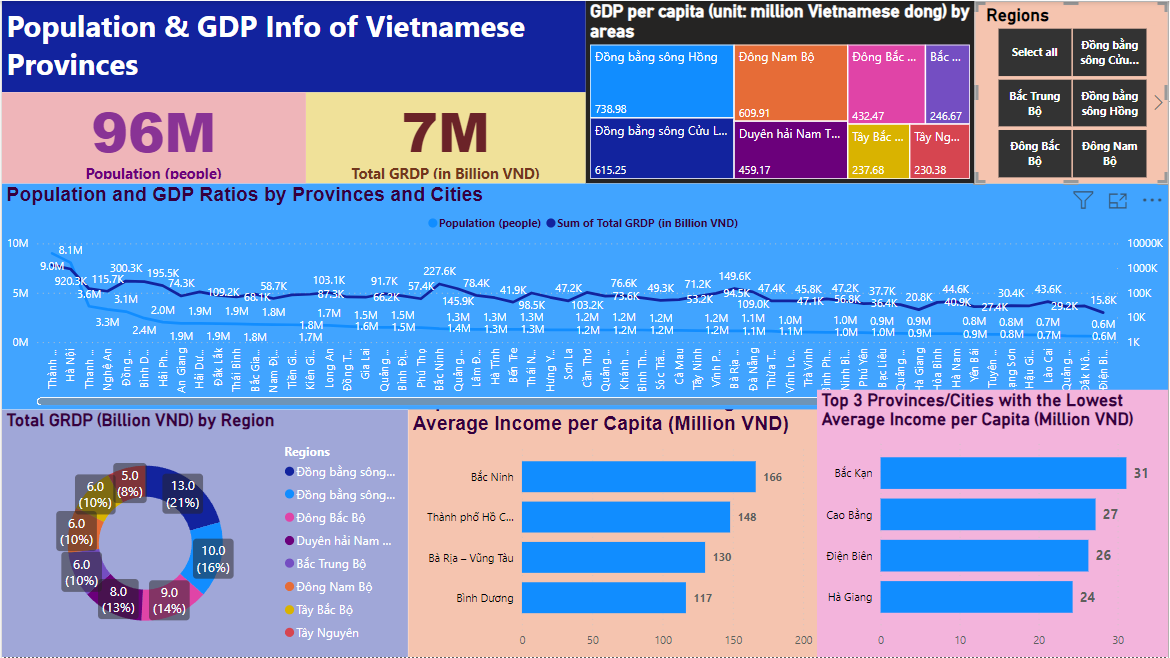 Population & GDP Info of Vietnamese
Provinces
96M
Population (people)
7M
Total GRDP (in Billion VND)
GDP per capita (unit: million Vietnamese dong) by
areas
Đồng bằng sông Hồng
738.98
Đồng bằng sông Cửu L...
615.25
Đông Nam Bộ
609.91
Duyên hải Nam T...
459.17
Đông Bắc ...
432.47
Bắc ...
246.67
Tây Bắc ...
237.68
Tây Ng...
230.38
Regions
Select all
Đồng bằng
sông Cửu...
Bắc Trung
Bộ
Đồng bằng
sông Hồng
Đông Bắc
Bộ
Đông Nam
Bộ
Population and GDP Ratios by Provinces and Cities
Population (people) Sum of Total GRDP (in Billion VND)
10M
5M
0M
10000K
1000K
100K
10K
1K
8.1M
9.0M
920.3K
115.7K
300.3K
195.5K
74.3K
109.2K
68.1K
58.7K
103.1K
87.3K
91.7K
66.2K
57.4K
227.6K
145.9K
78.4K
41.9K
98.5K
47.2K
103.2K
76.6K
73.6K
49.3K
71.2K
53.2K
149.6K
94.5K
109.0K
47.4K
45.8K
47.1K
47.2K
56.8K
37.7K
36.4K
20.8K
44.6K
40.9K
27.4K
30.4K
43.6K
29.2K
15.8K
3.6M
3.3M
3.1M
2.4M
2.0M
1.9M
1.9M
1.9M
1.9M
1.8M
1.8M
1.8M
1.7M
1.7M
1.6M
1.5M
1.5M
1.5M
1.4M
1.3M
1.3M
1.3M
1.3M
1.3M
1.2M
1.2M
1.2M
1.2M
1.2M
1.2M
1.2M
1.2M
1.1M
1.1M
1.0M
1.1M
1.0M
1.0M
1.0M
0.9M
0.9M
0.9M
0.9M
0.8M
0.9M
0.8M
0.8M
0.7M
0.7M
0.6M
0.6M
Thành ...
Hà Nội
Thanh ...
Nghệ An
Đồng ...
Bình D...
Hải Ph...
An Giang
Hải Dư...
Đắk Lắk
Thái Bình
Bắc Gia...
Nam Đị...
Tiền Gi...
Kiên Gi...
Long An
Đồng T...
Gia Lai
Quảng ...
Bình Đị...
Phú Thọ
Bắc Ninh
Quảng ...
Lâm Đ...
Hà Tĩnh
Bến Tre
Thái N...
Hưng Y...
Sơn La
Cần Thơ
Khánh ...
Bình Th...
Sóc Tră...
Cà Mau
Tây Ninh
Vĩnh P...
Bà Rịa ...
Đà Nẵng
Thừa T...
Vĩnh Lo...
Trà Vinh
Bình Ph...
Ninh Bì...
Phú Yên
Bạc Liêu
Quảng ...
Hà Giang
Hòa Bình
Hà Nam
Yên Bái
Tuyên ...
Lạng Sơn
Hậu Gi...
Lào Cai
Quảng ...
Đắk Nô...
Điện Bi...
Total GRDP (Billion VND) by Region
13.0
(21%)
10.0
(16%)
9.0
(14%)
8.0
(13%)
6.0
(10%)
6.0
(10%)
6.0
(10%)
5.0
(8%)
Regions
Đồng bằng sông...
Đồng bằng sông...
Đông Bắc Bộ
Duyên hải Nam ...
Bắc Trung Bộ
Đông Nam Bộ
Tây Bắc Bộ
Tây Nguyên
Average Income per Capita (Million VND)
Bắc Ninh 166
Thành phố Hồ C... 148
Bà Rịa – Vũng Tàu 130
Bình Dương 117
0 50 100 150 200
Top 3 Provinces/Cities with the Lowest
Average Income per Capita (Million VND)
Bắc Kạn 31
Cao Bằng 27
Điện Biên 26
Hà Giang 24
0 10 20 30